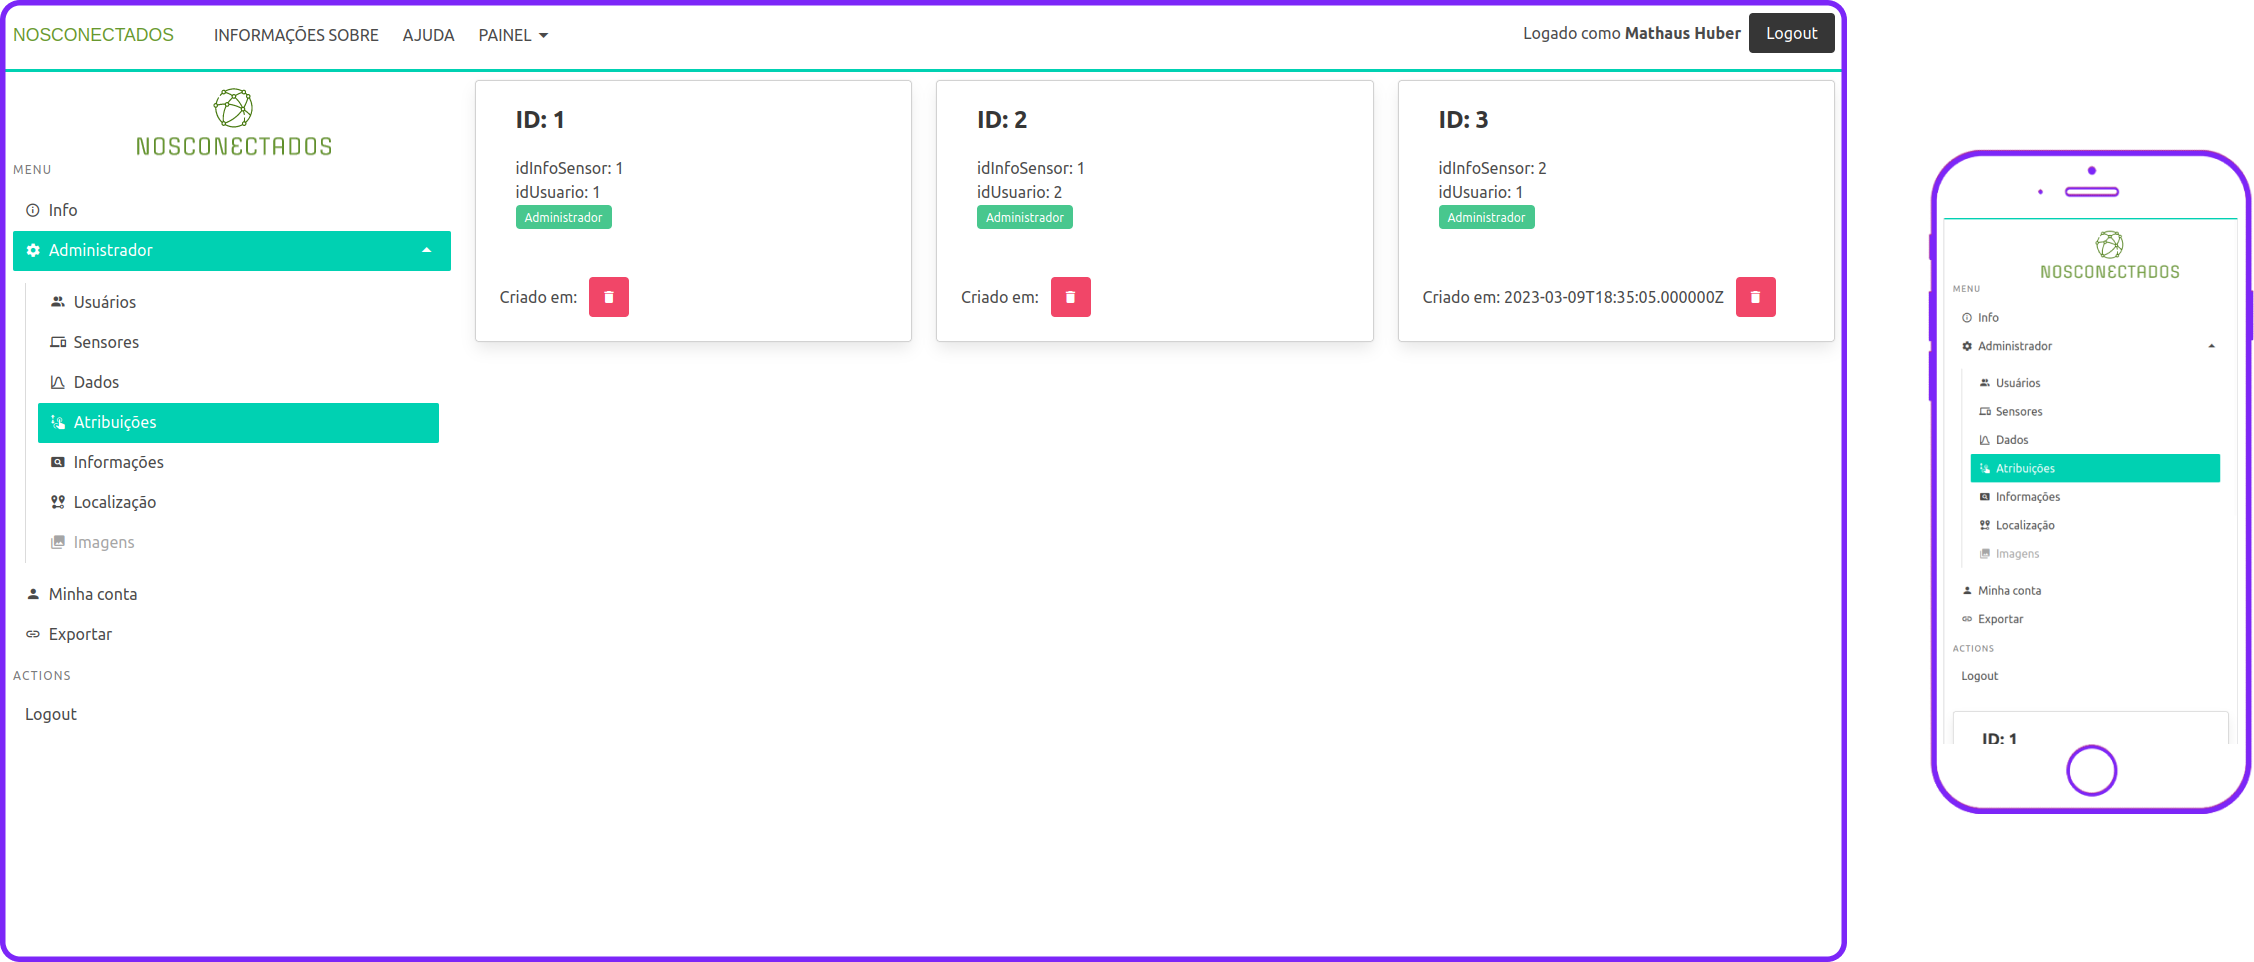 NOSCONECTADOS INFORMAÇÕES SOBRE AJUDA PAINEL Logado como Mathaus Huber Logout
NOSCONECTADOS
MENU
Info
Administrador
Usuários
Sensores
Dados
Atribuições
Informações
Localização
Imagens
Minha conta
Exportar
ACTIONS
Logout
ID: 1
idInfoSensor: 1
idUsuario: 1
Administrador
Criado em:
ID: 2
idInfoSensor: 1
idUsuario: 2
Administrador
Criado em:
ID: 3
idInfoSensor: 2
idUsuario: 1
Administrador
Criado em: 2023-03-09T18:35:05.000000Z
NOSCONECTADOS
MENU
Info
Administrador
Usuários
Sensores
Dados
Atribuições
Informações
Localização
Imagens
Minha conta
Exportar
ACTIONS
Logout
ID: 1